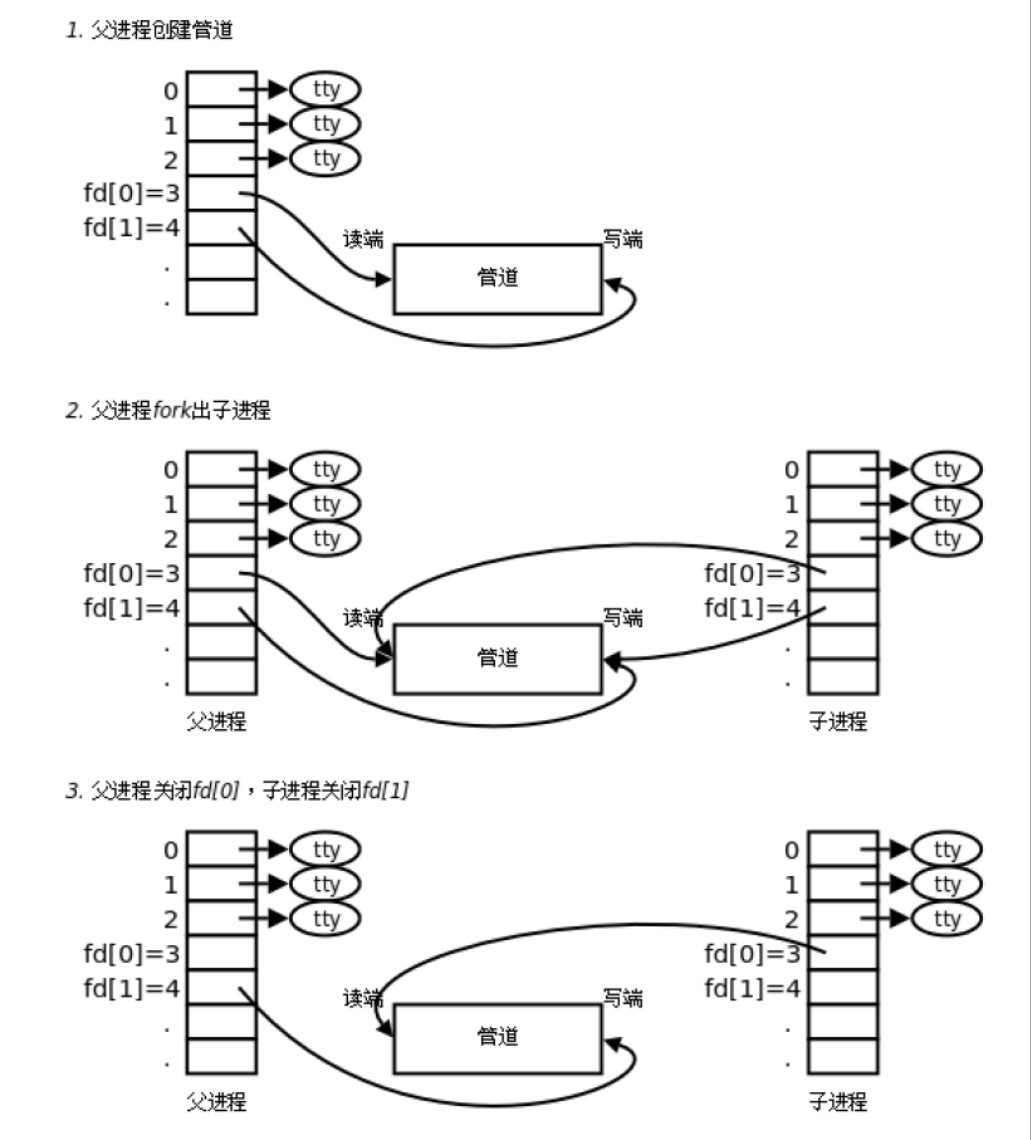 1. 父进程创建管道
0 tty
1 tty
2 tty
fd[0]=3
fd[1]=4 读端 写端
. 管道
.
2. 父进程fork出子进程
0 tty 0 tty
1 tty 1 tty
2 tty 2 tty
fd[0]=3 fd[0]=3
fd[1]=4 读端 写端 fd[1]=4
. 管道 .
. .
父进程 子进程
3. 父进程关闭fd[0]，子进程关闭fd[1]
0 tty 0 tty
1 tty 1 tty
2 tty 2 tty
fd[0]=3 fd[0]=3
fd[1]=4 读端 写端 fd[1]=4
. 管道 .
. .
父进程 子进程